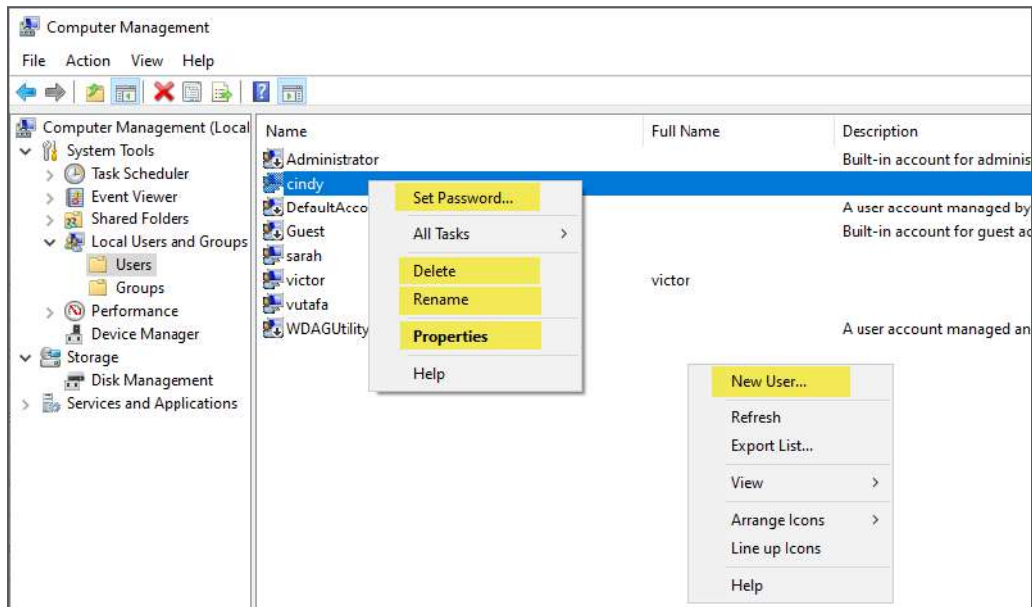 Computer Management
File Action View Help
Computer Management (Local
System Tools
Task Scheduler
Event Viewer
Shared Folders
Local Users and Groups
Users
Groups
Performance
Device Manager
Storage
Disk Management
Services and Applications
Name Full Name Description
Administrator Built-in account for adminis
cindy
DefaultAcco A user account managed by
Guest Built-in account for guest ac
sarah
victor victor
vutafa
WDAGUtility A user account managed an
Set Password...
All Tasks
Delete
Rename
Properties
Help
New User...
Refresh
Export List...
View
Arrange Icons
Line up Icons
Help